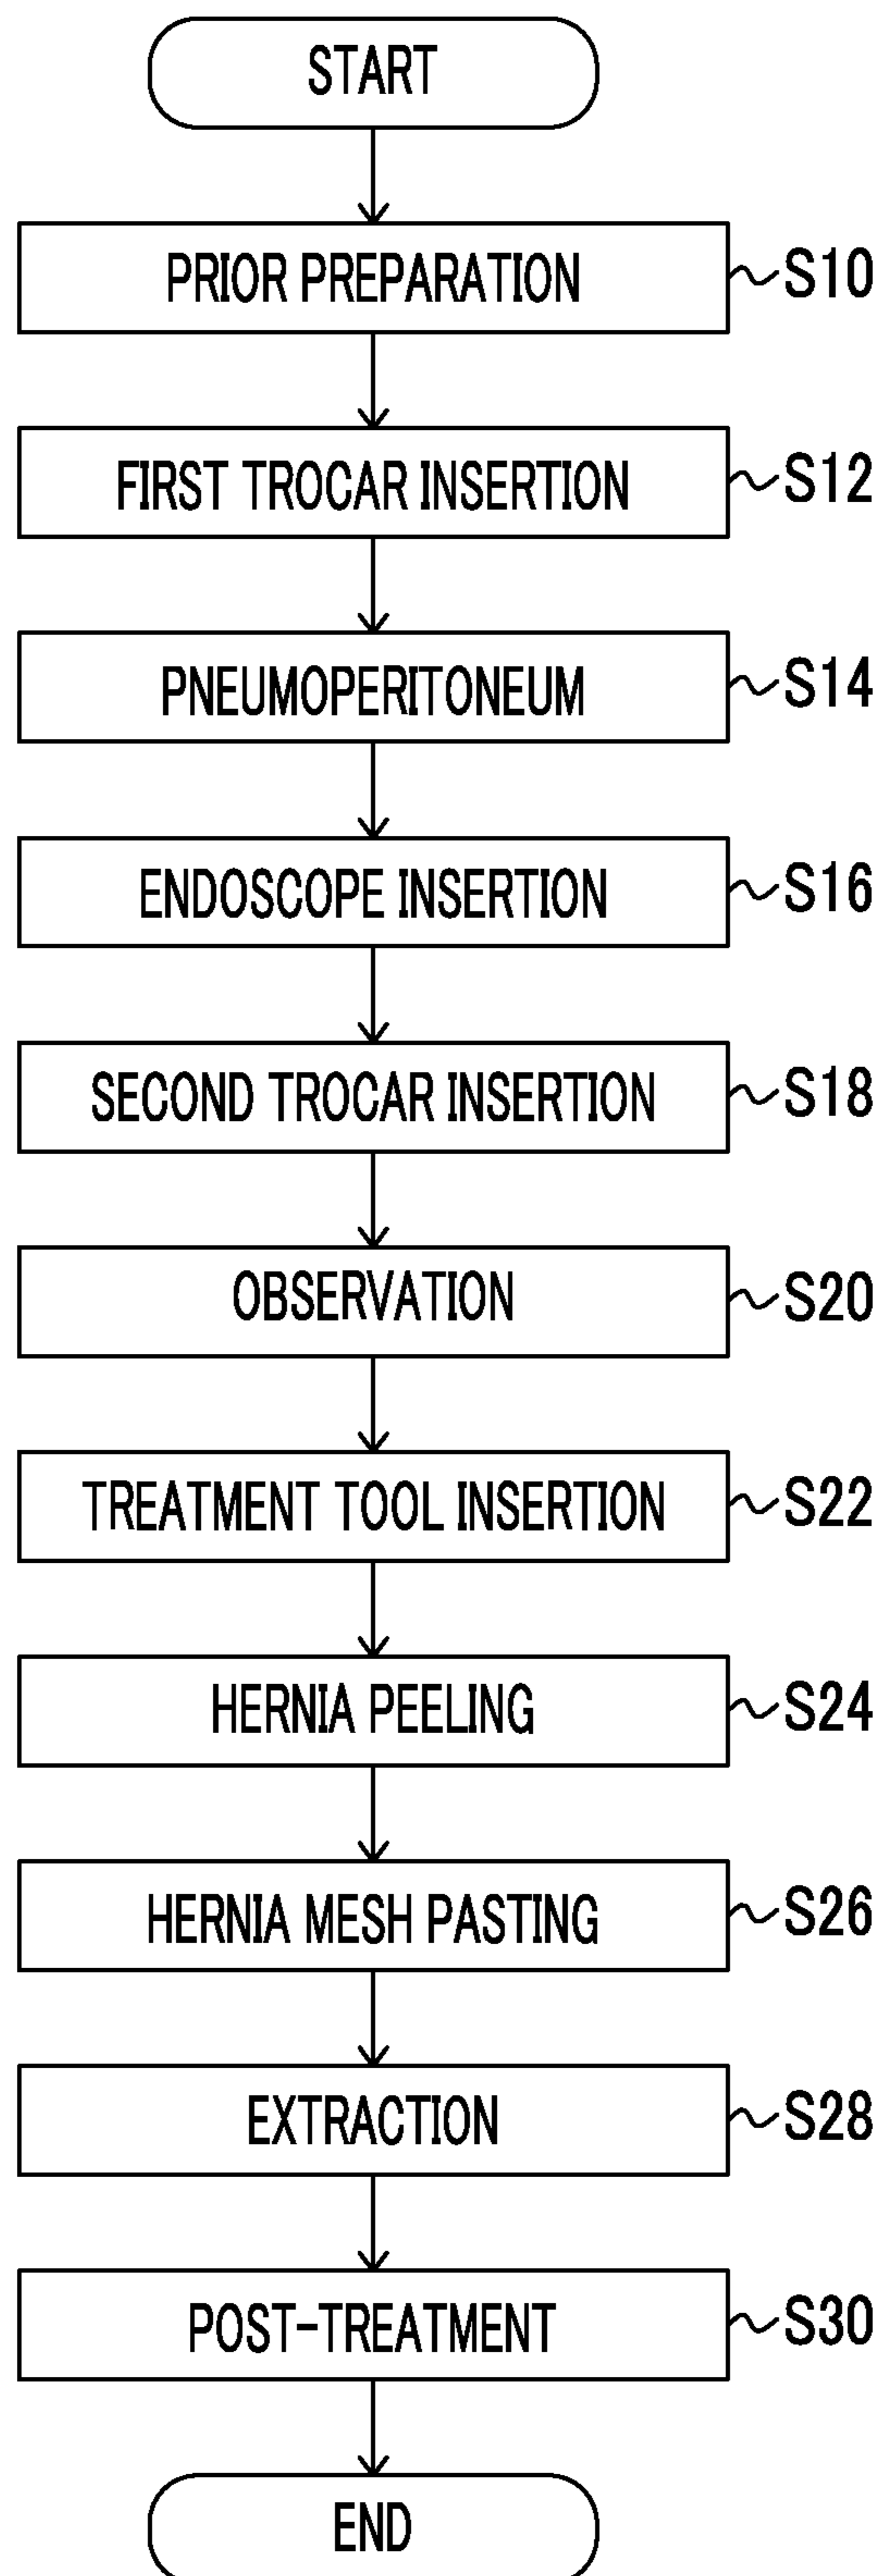 START
PRIOR PREPARATION S10
FIRST TROCAR INSERTION S12
PNEUMOPERITONEUM S14
ENDOSCOPE INSERTION S16
SECOND TROCAR INSERTION S18
OBSERVATION S20
TREATMENT TOOL INSERTION S22
HERNIA PEELING S24
HERNIA MESH PASTING S26
EXTRACTION S28
POST-TREATMENT S30
END